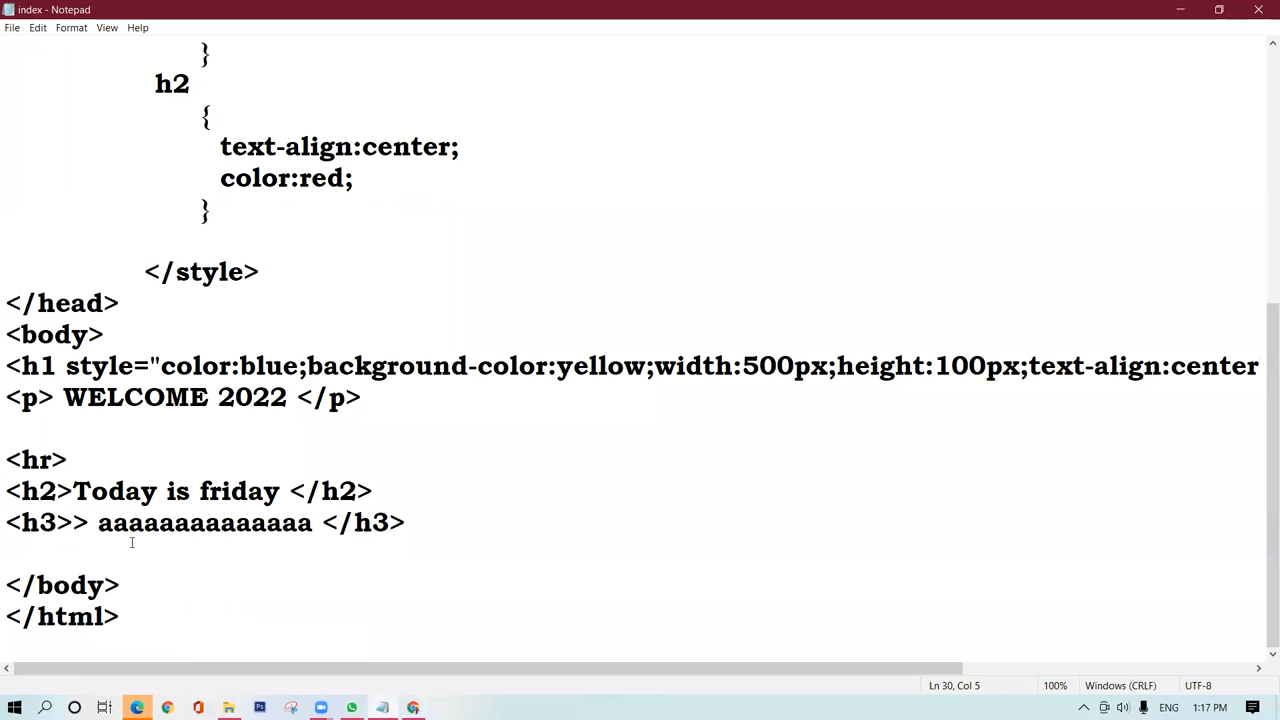 index - Notepad
File Edit Format View Help
}
h2
{
text-align:center;
color:red;
}
</style>
</head>
<body>
<h1 style="color:blue;background-color:yellow;width:500px;height:100px;text-align:center
<p> WELCOME 2022 </p>
<hr>
<h2>Today is friday </h2>
<h3>> aaaaaaaaaaaaaa </h3>
</body>
</html>
Ln 30, Col 5 100% Windows (CRLF) UTF-8
ENG 1:17 PM